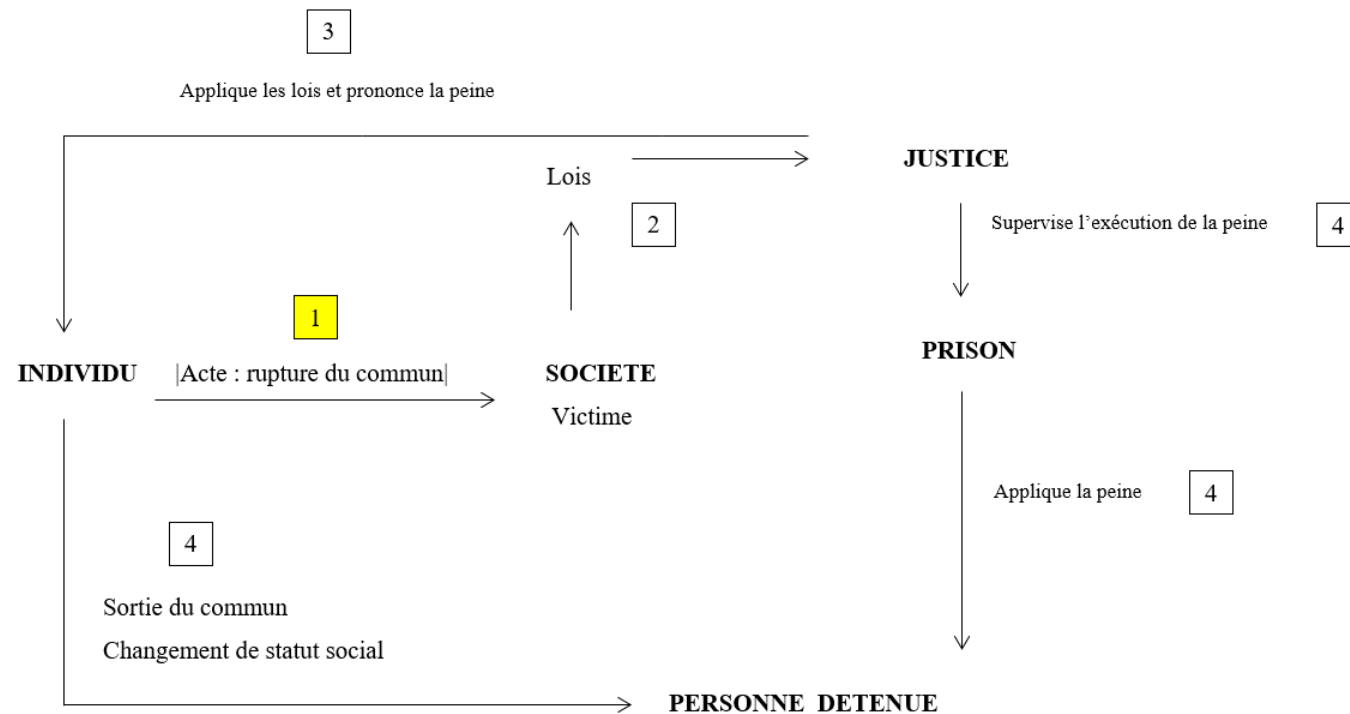 3
Applique les lois et prononce la peine
JUSTICE
Lois
2
Supervise l’exécution de la peine
4
1
PRISON
INDIVIDU
|Acte : rupture du commun|
SOCIETE
Victime
Applique la peine
4
4
Sortie du commun
Changement de statut social
PERSONNE DETENUE